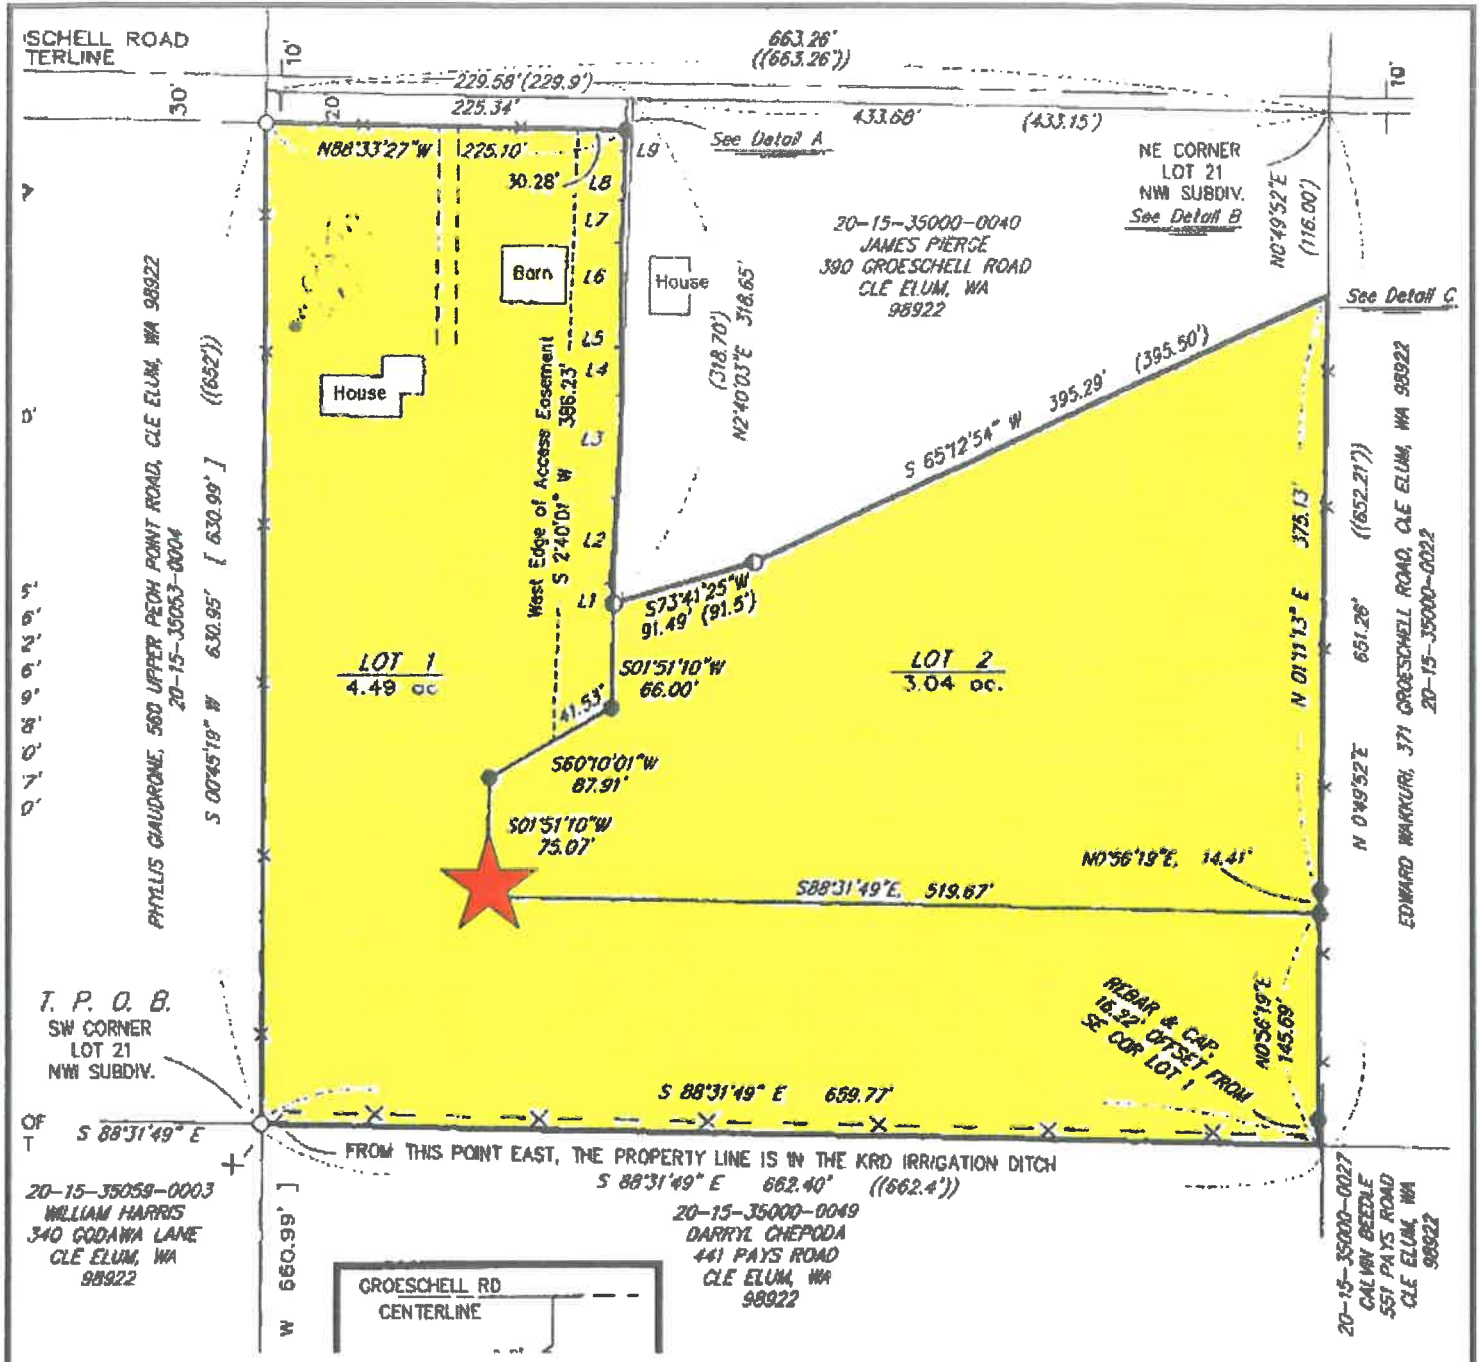 SCHELL ROAD
TERLINE
30'
10'
20'
663.26'
((663.26'))
229.58'(229.9')
225.34'
433.68'
(433.15')
10'
See Detail A
N88°33'27"W
225.10'
30.28'
L9
L8
L7
L6
L5
L4
L3
L2
L1
Barn
House
House
NE CORNER
LOT 21
NWI SUBDIV.
See Detail B
N0°49'52"E
(116.00')
See Detail C
20-15-35000-0040
JAMES PIERCE
390 GROESCHELL ROAD
CLE ELUM, WA
98922
(318.70')
N2°40'03"E 318.65'
West Edge of Access Easement
S 2°40'01" W 386.23'
S 65°12'54" W 395.29' (395.50')
PHYLLIS GIAUDRONE, 560 UPPER PEOH POINT ROAD, CLE ELUM, WA 98922
20-15-35053-0004
S 00°45'19" W 630.95' [ 630.99' ] ((652'))
S73°41'25"W
91.49' (91.5')
S01°51'10"W
66.00'
41.53'
S60°10'01"W
87.91'
S01°51'10"W
75.07'
LOT 1
4.49 ac
LOT 2
3.04 ac.
N 01°11'13" E 375.13'
N 0°49'52"E 651.26' ((652.21'))
EDWARD WAKKURI, 371 GROESCHELL ROAD, CLE ELUM, WA 98922
20-15-35000-0022
N0°56'19"E, 14.41'
S88°31'49"E, 519.67'
REBAR & CAP,
16.22' OFFSET FROM
SE COR LOT 1
N0°56'19"E
145.69'
T. P. O. B.
SW CORNER
LOT 21
NWI SUBDIV.
S 88°31'49" E 659.77'
OF
T
S 88°31'49" E
FROM THIS POINT EAST, THE PROPERTY LINE IS IN THE KRD IRRIGATION DITCH
S 88°31'49" E 662.40' ((662.4'))
20-15-35059-0003
WILLIAM HARRIS
340 GODAWA LANE
CLE ELUM, WA
98922
W 660.99' ]
20-15-35000-0049
DARRYL CHEPODA
441 PAYS ROAD
CLE ELUM, WA
98922
20-15-35000-0027
CALVIN BEEDLE
551 PAYS ROAD
CLE ELUM, WA
98922
GROESCHELL RD
CENTERLINE